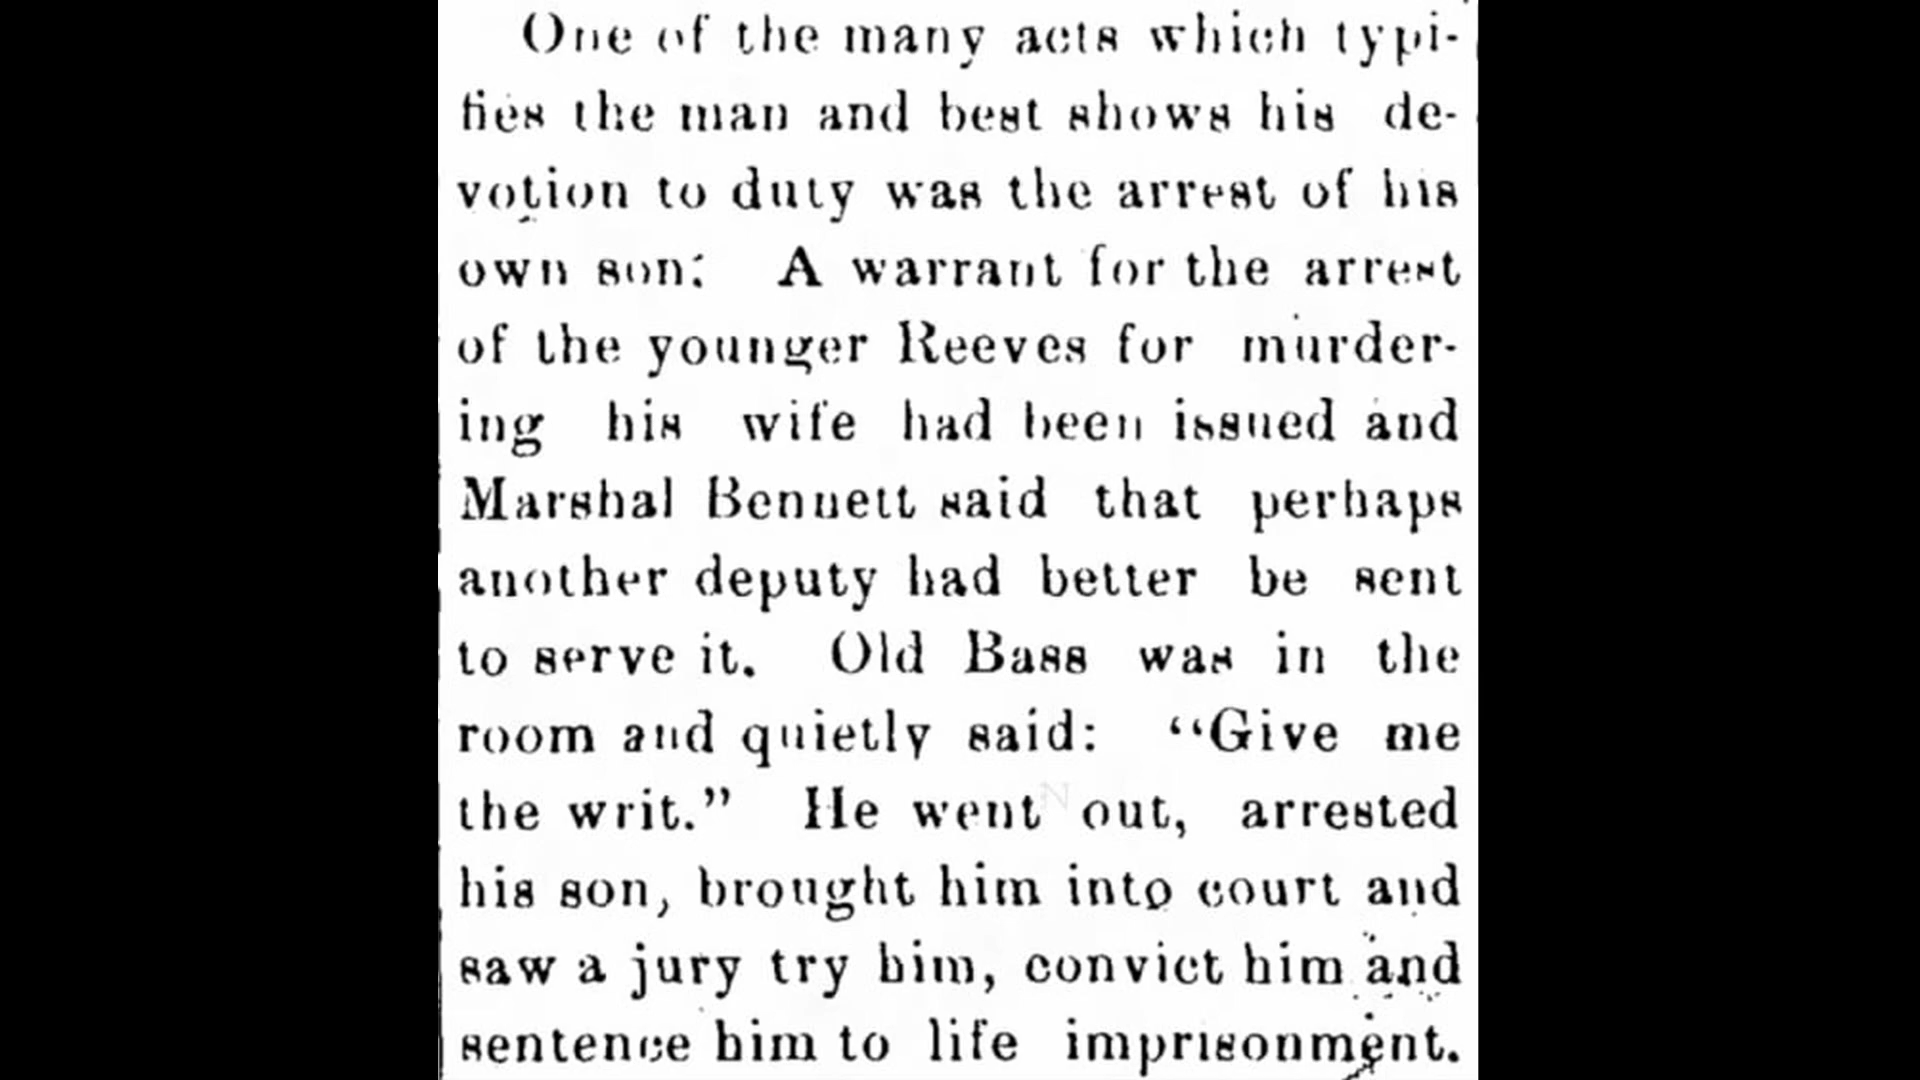 One of the many acts which typi-
fies the man and best shows his de-
votion to duty was the arrest of his
own son: A warrant for the arrest
of the younger Reeves for murder-
ing his wife had been issued and
Marshal Bennett said that perhaps
another deputy had better be sent
to serve it. Old Bass was in the
room and quietly said: “Give me
the writ.” He went out, arrested
his son, brought him into court and
saw a jury try him, convict him and
sentence him to life imprisonment.